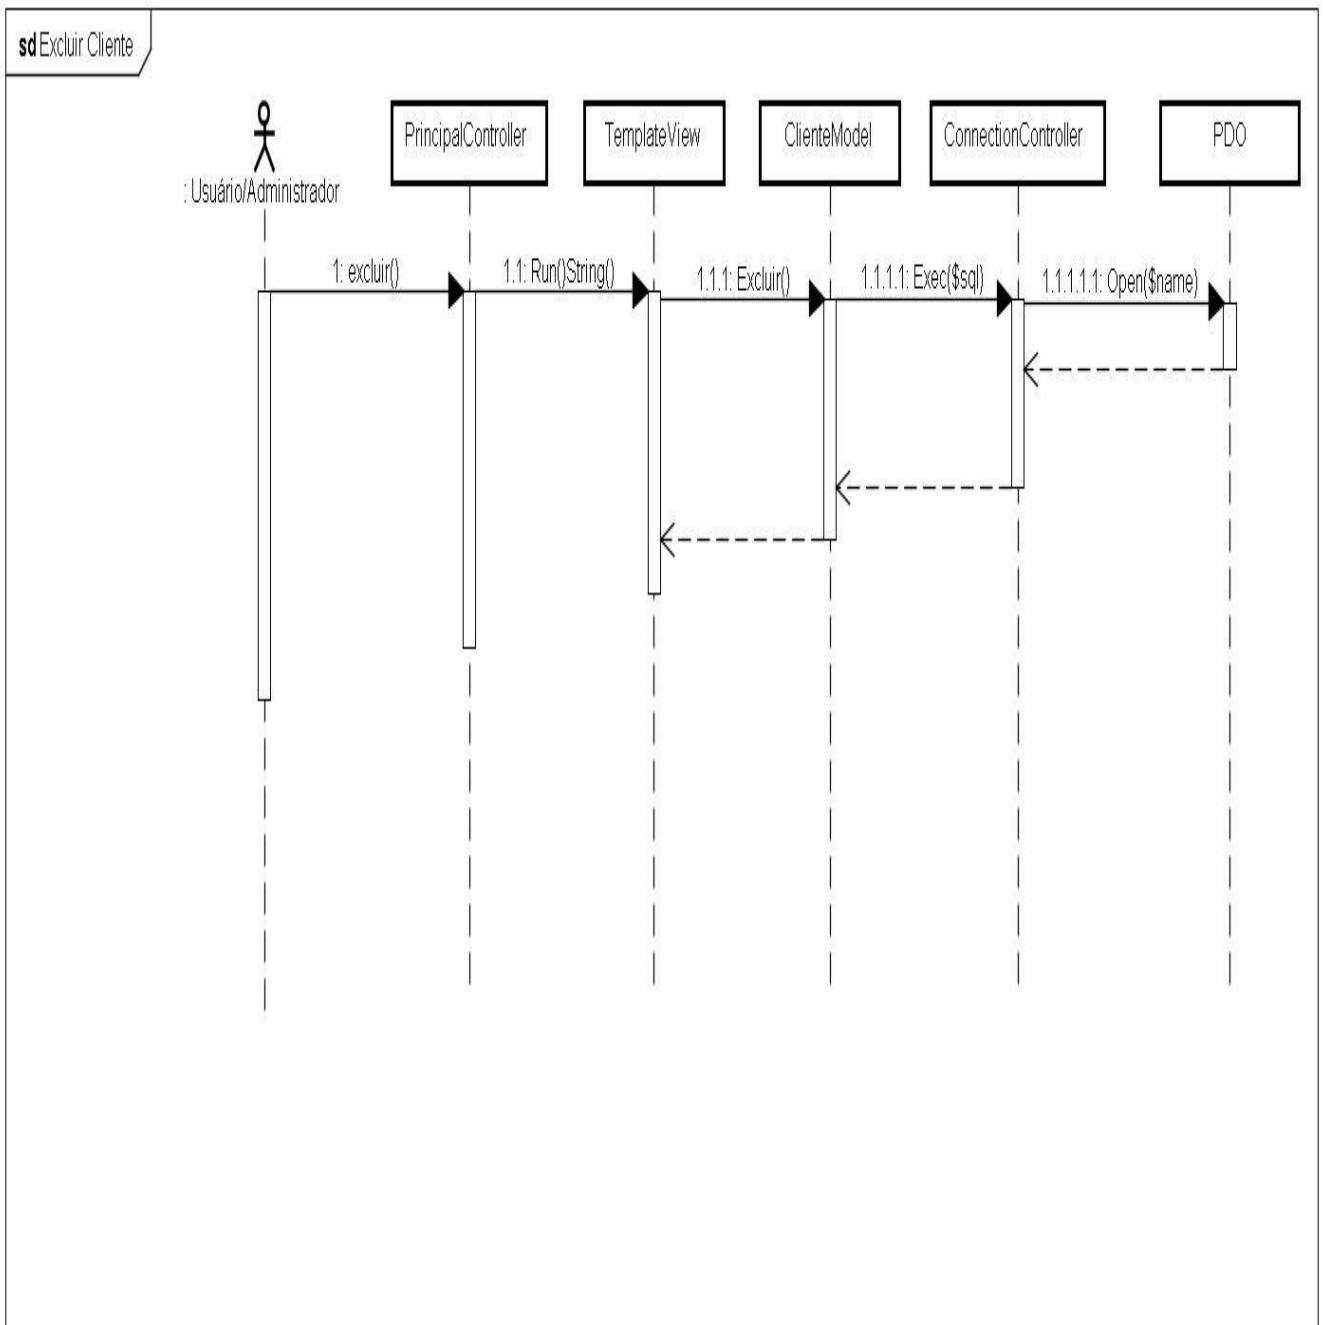 sd Excluir Cliente
PrincipalController
TemplateView
ClienteModel
ConnectionController
PDO
: Usuário/Administrador
1: excluir()
1.1: Run()String()
1.1.1: Excluir()
1.1.1.1: Exec($sql)
1.1.1.1.1: Open($name)